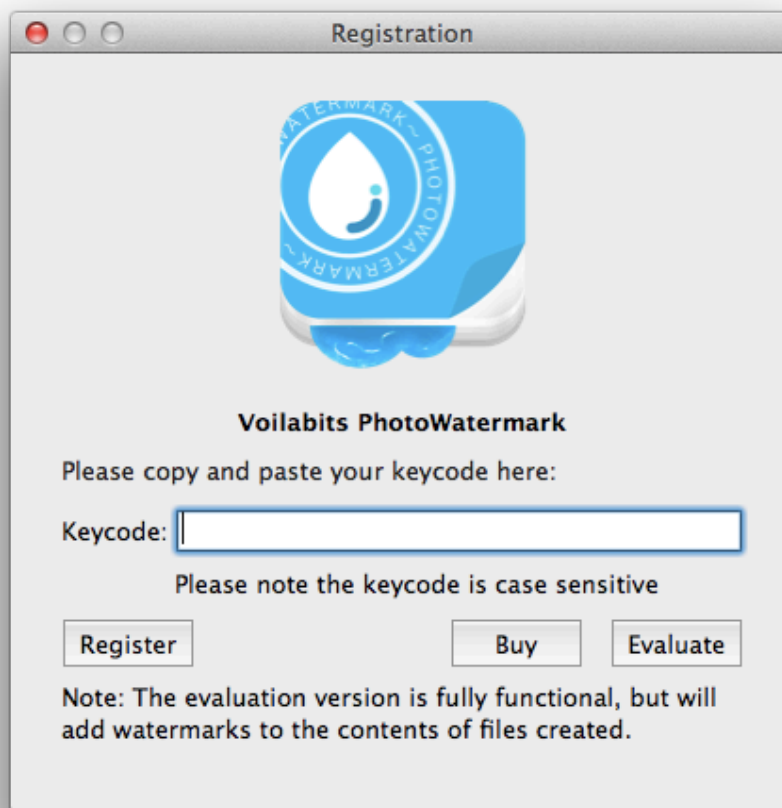 Registration
WATERMARK~ PHOTOWATERMARK~
Voilabits PhotoWatermark
Please copy and paste your keycode here:
Keycode:
Please note the keycode is case sensitive
Register Buy Evaluate
Note: The evaluation version is fully functional, but will
add watermarks to the contents of files created.